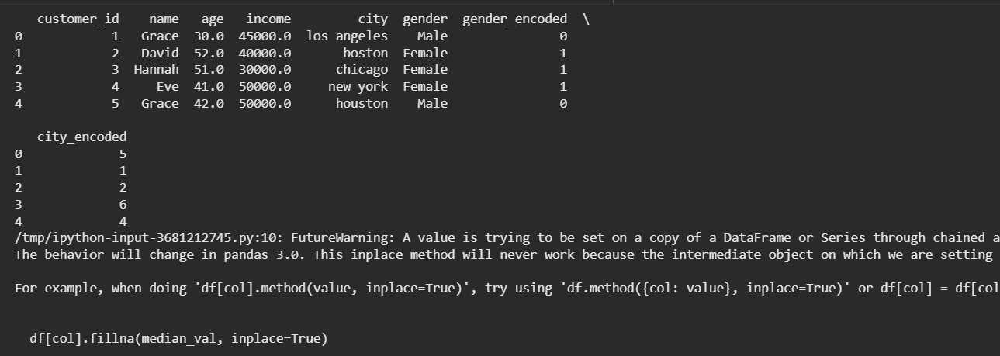 customer_id name age income city gender gender_encoded \
0 1 Grace 30.0 45000.0 los angeles Male 0
1 2 David 52.0 40000.0 boston Female 1
2 3 Hannah 51.0 30000.0 chicago Female 1
3 4 Eve 41.0 50000.0 new york Female 1
4 5 Grace 42.0 50000.0 houston Male 0
city_encoded
0 5
1 1
2 2
3 6
4 4
/tmp/ipython-input-3681212745.py:10: FutureWarning: A value is trying to be set on a copy of a DataFrame or Series through chained a
The behavior will change in pandas 3.0. This inplace method will never work because the intermediate object on which we are setting
For example, when doing 'df[col].method(value, inplace=True)', try using 'df.method({col: value}, inplace=True)' or df[col] = df[col
df[col].fillna(median_val, inplace=True)